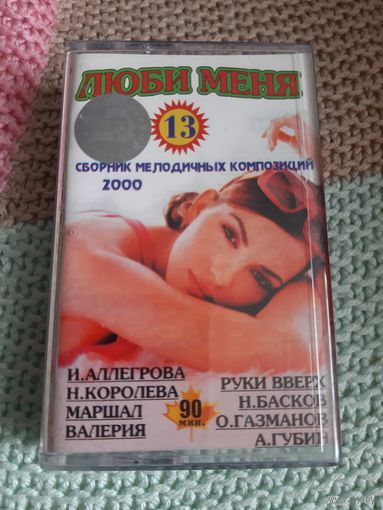 ЛЮБИ МЕНЯ
13
СБОРНИК МЕЛОДИЧНЫХ КОМПОЗИЦИЙ
2000
И.АЛЛЕГРОВА
Н.КОРОЛЕВА
МАРШАЛ
ВАЛЕРИЯ
90
МИН.
РУКИ ВВЕРХ
Н.БАСКОВ
О.ГАЗМАНОВ
А.ГУБИН